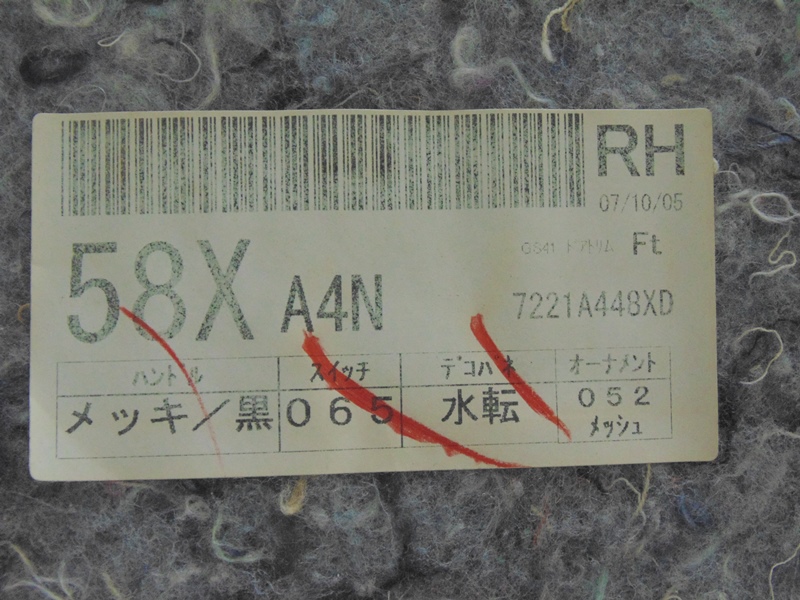 RH
07/10/05
58X A4N
GS41 ドアトリム Ft
7221A448XD
ハンドル スイッチ デコパネ オーナメント
メッキ/黒 065 水転 052
メッシュ